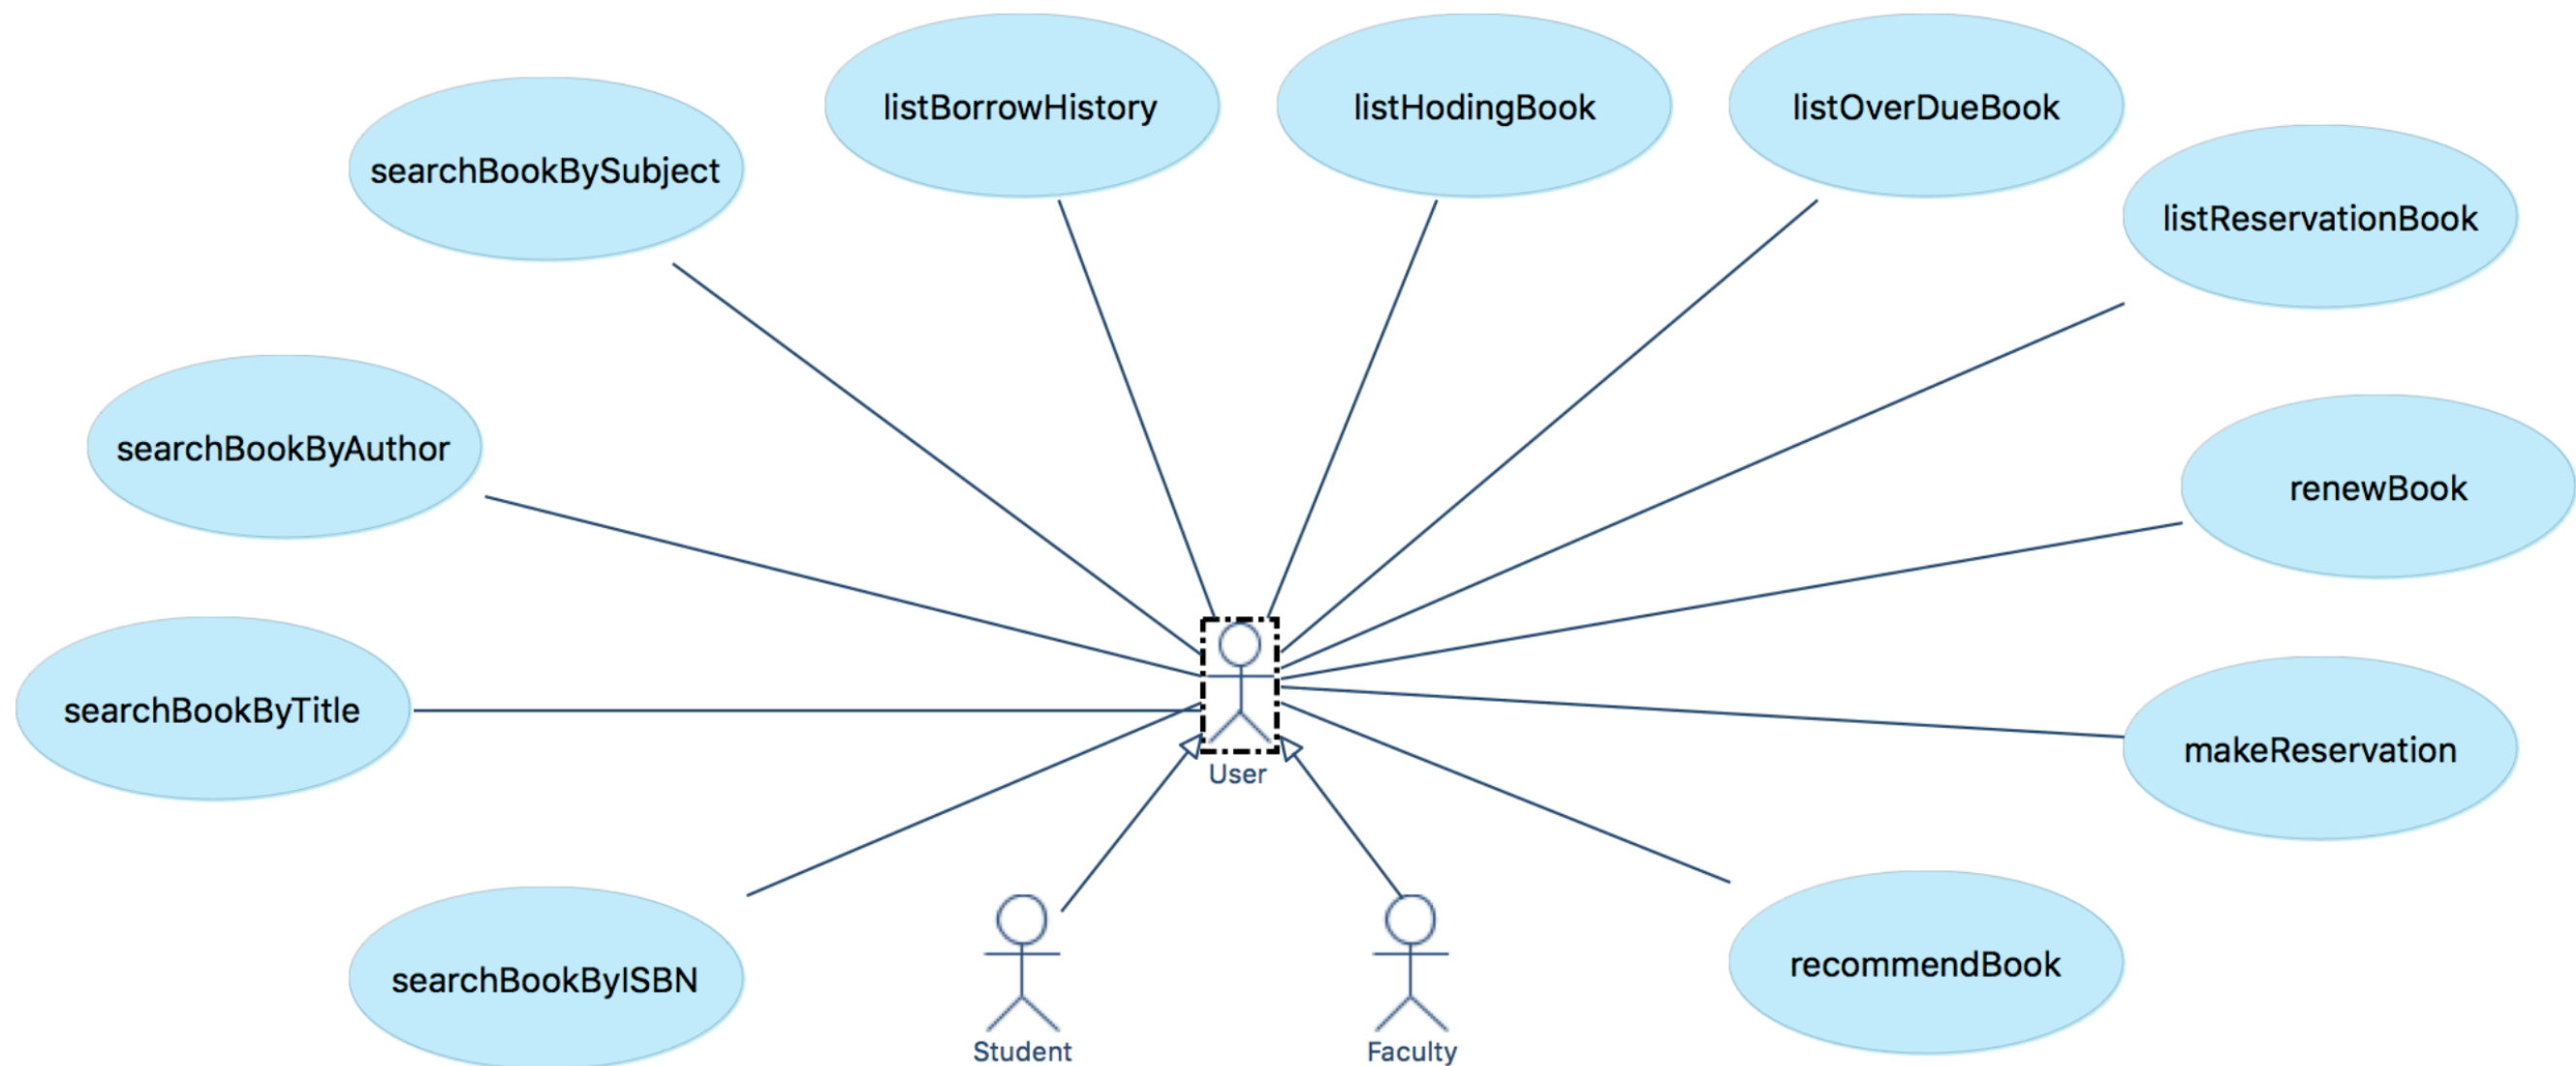 listBorrowHistory
listHodingBook
listOverDueBook
searchBookBySubject
listReservationBook
searchBookByAuthor
renewBook
searchBookByTitle
makeReservation
User
searchBookByISBN
recommendBook
Student
Faculty